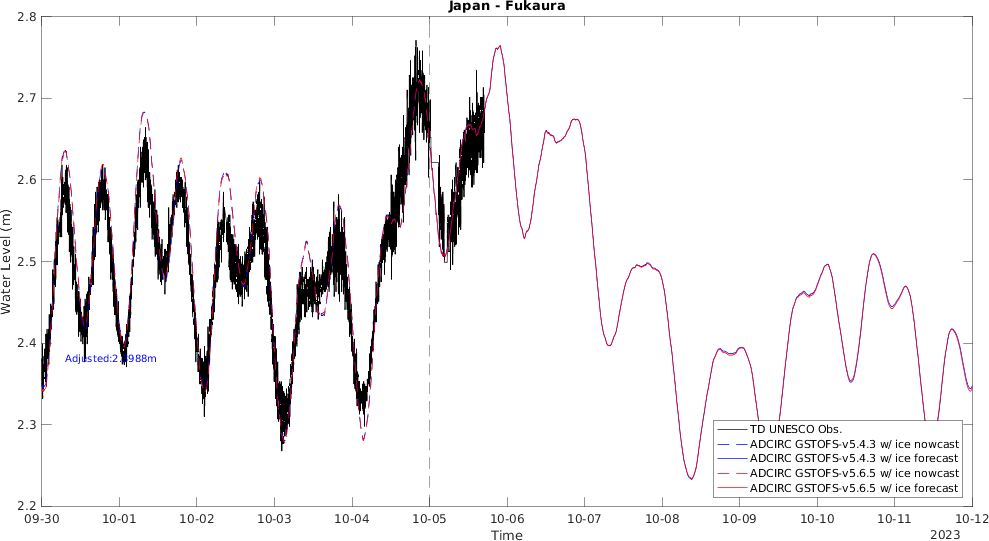 Japan - Fukaura
Water Level (m)
2.8
2.7
2.6
2.5
2.4
2.3
2.2
TD UNESCO Obs.
ADCIRC GSTOFS-v5.4.3 w/ ice nowcast
ADCIRC GSTOFS-v5.4.3 w/ ice forecast
ADCIRC GSTOFS-v5.6.5 w/ ice nowcast
ADCIRC GSTOFS-v5.6.5 w/ ice forecast
09-30 10-01 10-02 10-03 10-04 10-05 10-06 10-07 10-08 10-09 10-10 10-11 10-12
Time
2023